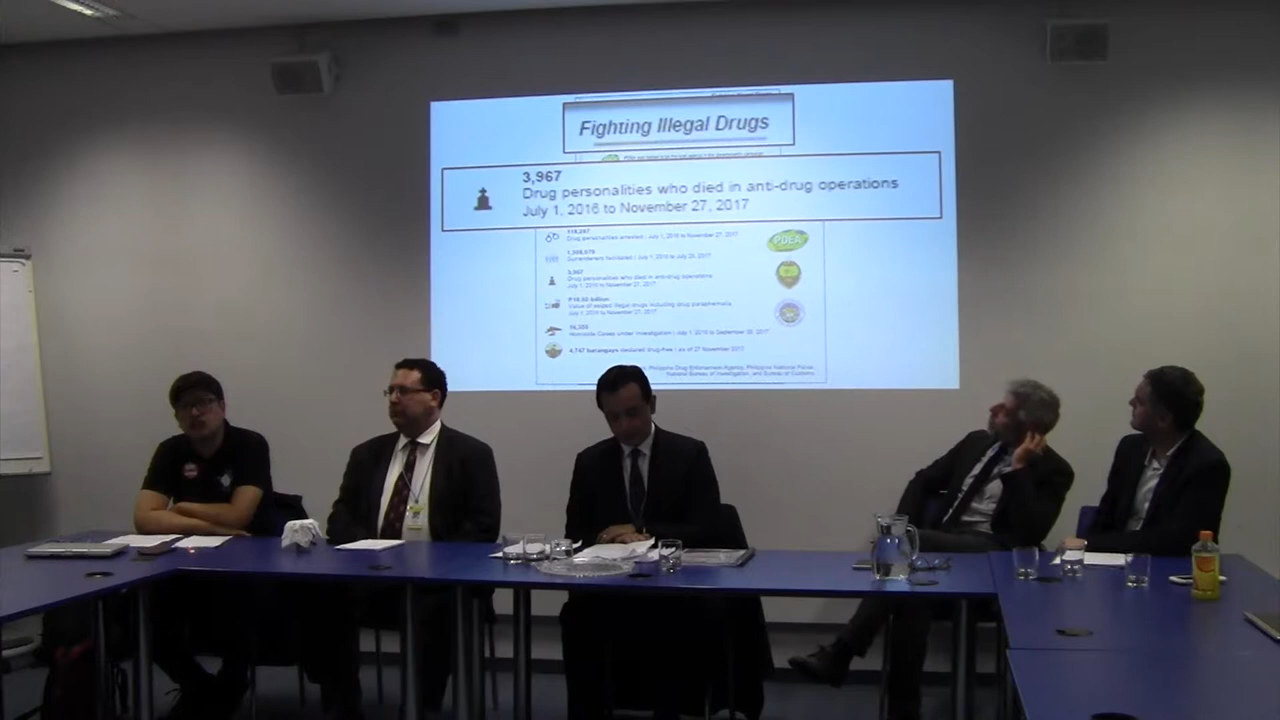 Fighting Illegal Drugs
3,967
Drug personalities who died in anti-drug operations
July 1, 2016 to November 27, 2017
Drug personalities arrested | July 1, 2016 to November 27, 2017
PDEA
Surrenderers facilitated | July 1, 2016 to July 25, 2017
3,967
Drug personalities who died in anti-drug operations
July 1, 2016 to November 27, 2017
billion
Value of seized illegal drugs including drug paraphernalia
July 1, 2016 to November 27, 2017
Homicide Cases under Investigation | July 1, 2016 to September 30, 2017
4,747 barangays declared drug-free | as of 27 November 2017
Philippine Drug Enforcement Agency, Philippine National Police,
National Bureau of Investigation, and Bureau of Customs